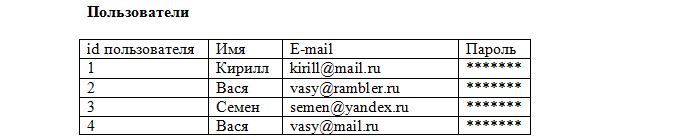 Пользователи
id пользователя Имя E-mail Пароль
1 Кирилл kirill@mail.ru *******
2 Вася vasy@rambler.ru *******
3 Семен semen@yandex.ru *******
4 Вася vasy@mail.ru *******